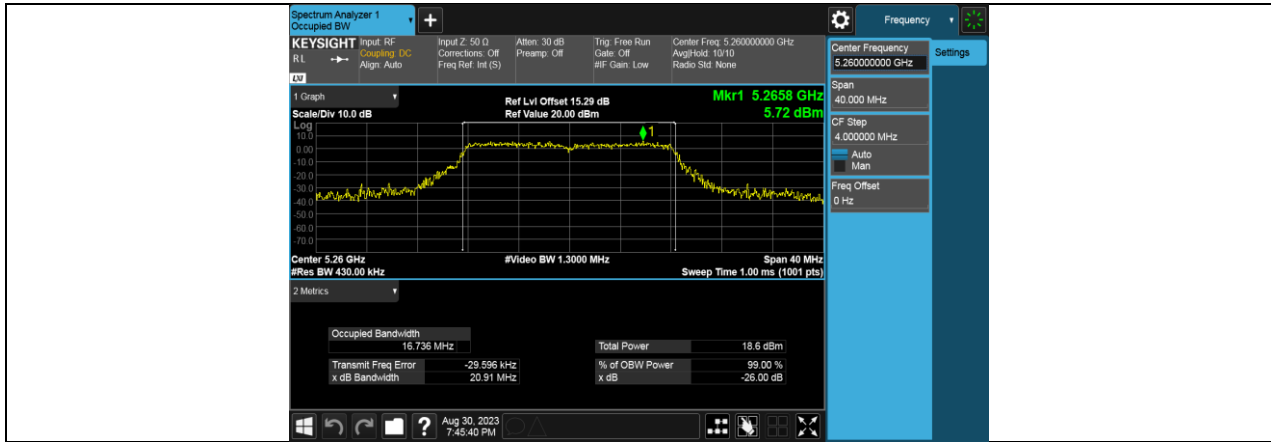 Spectrum Analyzer 1
Occupied BW
Frequency
KEYSIGHT
R L
LXI
Input: RF
Coupling: DC
Align: Auto
Input Z: 50 Ω
Corrections: Off
Freq Ref: Int (S)
Atten: 30 dB
Preamp: Off
Trig: Free Run
Gate: Off
#IF Gain: Low
Center Freq: 5.260000000 GHz
Avg|Hold: 10/10
Radio Std: None
Center Frequency
5.260000000 GHz
Settings
Span
40.000 MHz
CF Step
4.000000 MHz
Auto
Man
Freq Offset
0 Hz
1 Graph
Scale/Div 10.0 dB
Ref Lvl Offset 15.29 dB
Ref Value 20.00 dBm
Mkr1 5.2658 GHz
5.72 dBm
Log
10.0
0.00
-10.0
-20.0
-30.0
-40.0
-50.0
-60.0
-70.0
1
Center 5.26 GHz
#Res BW 430.00 kHz
#Video BW 1.3000 MHz
Span 40 MHz
Sweep Time 1.00 ms (1001 pts)
2 Metrics
Occupied Bandwidth
16.736 MHz
Transmit Freq Error -29.596 kHz
x dB Bandwidth 20.91 MHz
Total Power 18.6 dBm
% of OBW Power 99.00 %
x dB -26.00 dB
?
Aug 30, 2023
7:45:40 PM